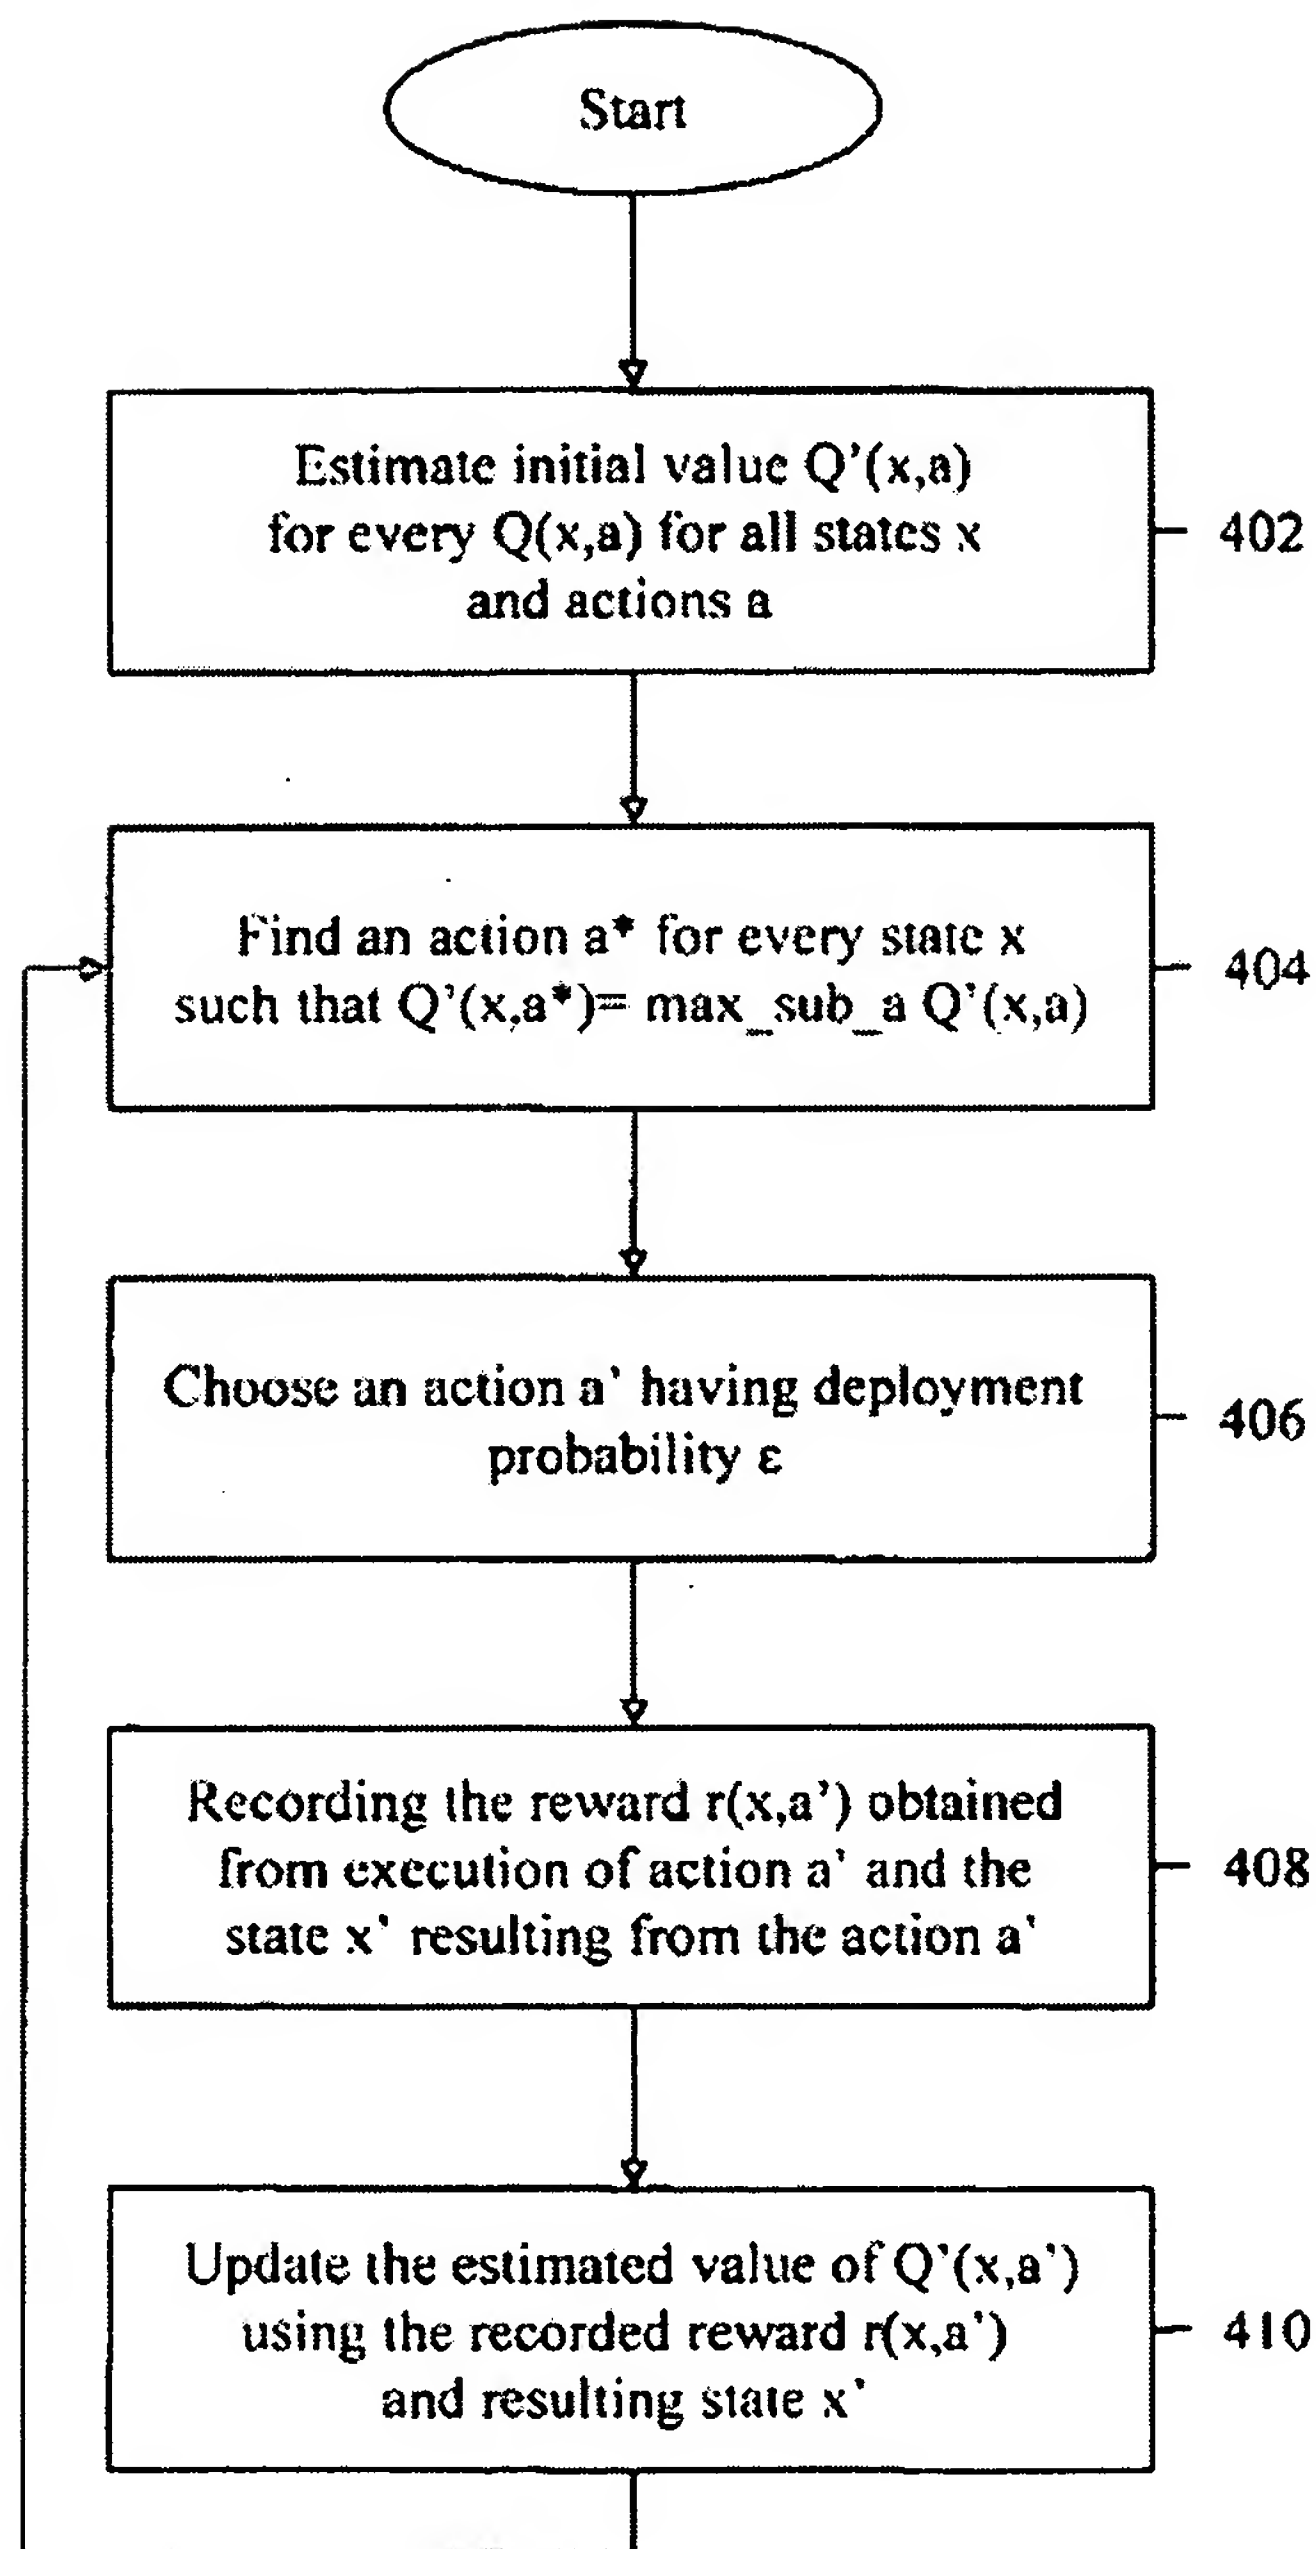 Start
Estimate initial value Q'(x,a)
for every Q(x,a) for all states x
and actions a
402
Find an action a* for every state x
such that Q'(x,a*)= max_sub_a Q'(x,a)
404
Choose an action a' having deployment
probability ε
406
Recording the reward r(x,a') obtained
from execution of action a' and the
state x' resulting from the action a'
408
Update the estimated value of Q'(x,a')
using the recorded reward r(x,a')
and resulting state x'
410